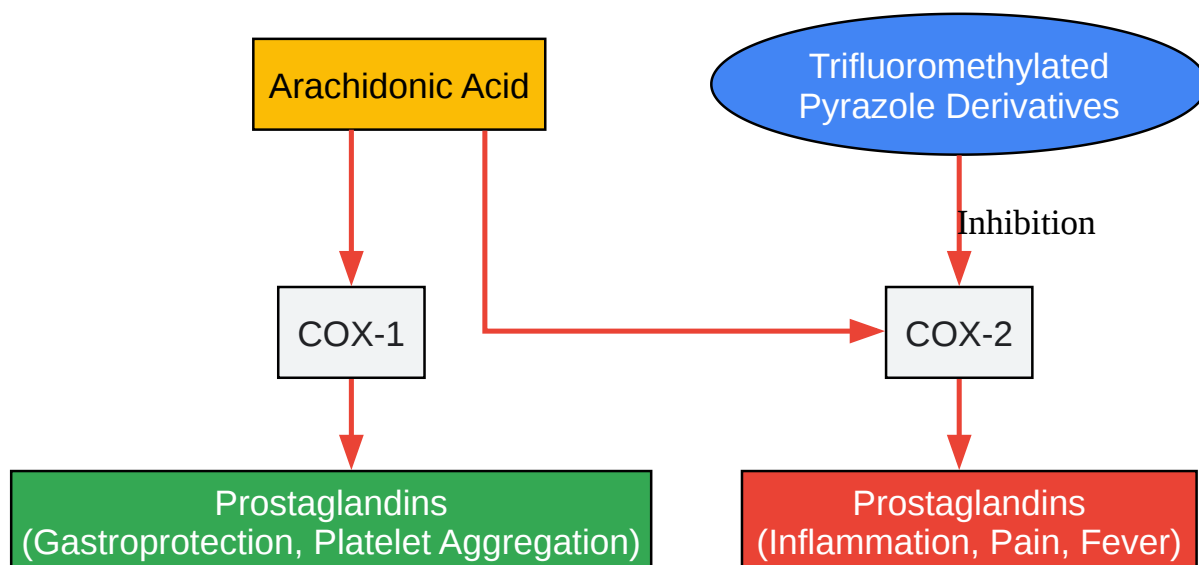 Arachidonic Acid
Trifluoromethylated
Pyrazole Derivatives
Inhibition
COX-1
COX-2
Prostaglandins
(Gastroprotection, Platelet Aggregation)
Prostaglandins
(Inflammation, Pain, Fever)